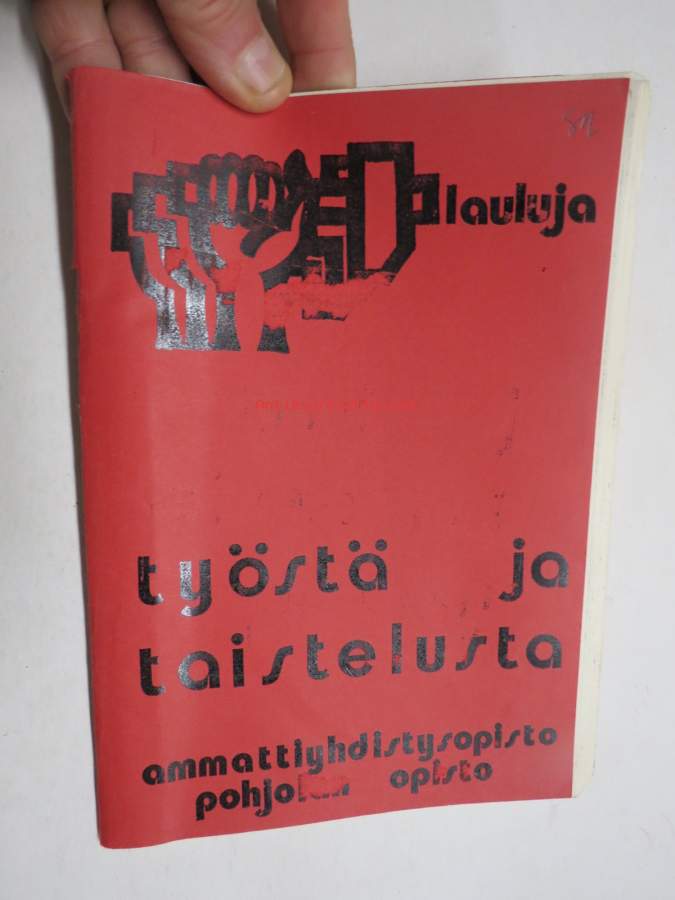 lauluja
työstä ja
taistelusta
ammattiyhdistysopisto
pohjolan opisto